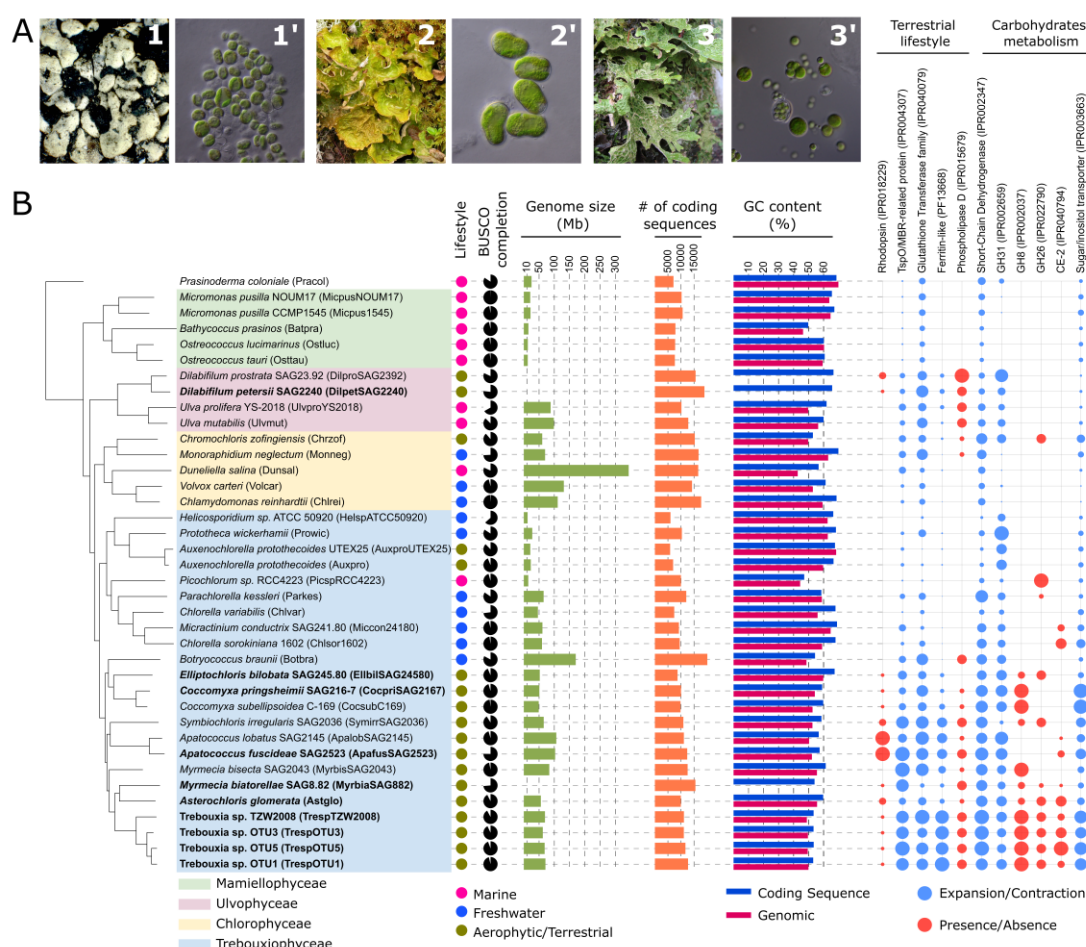 A
1
1'
2
2'
3
3'
Terrestrial lifestyle
Carbohydrates metabolism
Rhodopsin (IPR018229)
TspO/MBR-related protein (IPR004307)
Glutathione Transferase family (IPR040079)
Ferritin-like (PF13668)
Phospholipase D (IPR015679)
Short-Chain Dehydrogenase (IPR002347)
GH31 (IPR002659)
GH8 (IPR002037)
GH26 (IPR022790)
CE-2 (IPR040794)
Sugar/inositol transporter (IPR003663)
B
Lifestyle
BUSCO completion
Genome size (Mb)
# of coding sequences
GC content (%)
10 50 100 150 200 250 300
5000 10000 15000
10 20 30 40 50 60
Prasinoderma coloniale (Pracol)
Micromonas pusilla NOUM17 (MicpusNOUM17)
Micromonas pusilla CCMP1545 (Micpus1545)
Bathycoccus prasinos (Batpra)
Ostreococcus lucimarinus (Ostluc)
Ostreococcus tauri (Osttau)
Dilabifilum prostrata SAG23.92 (DilproSAG2392)
Dilabifilum petersii SAG2240 (DilpetSAG2240)
Ulva prolifera YS-2018 (UlvproYS2018)
Ulva mutabilis (Ulvmut)
Chromochloris zofingiensis (Chrzof)
Monoraphidium neglectum (Monneg)
Duneliella salina (Dunsal)
Volvox carteri (Volcar)
Chlamydomonas reinhardtii (Chlrei)
Helicosporidium sp. ATCC 50920 (HelspATCC50920)
Prototheca wickerhamii (Prowic)
Auxenochlorella protothecoides UTEX25 (AuxproUTEX25)
Auxenochlorella protothecoides (Auxpro)
Picochlorum sp. RCC4223 (PicspRCC4223)
Parachlorella kessleri (Parkes)
Chlorella variabilis (Chlvar)
Micractinium conductrix SAG241.80 (Miccon24180)
Chlorella sorokiniana 1602 (Chlsor1602)
Botryococcus braunii (Botbra)
Elliptochloris bilobata SAG245.80 (EllbilSAG24580)
Coccomyxa pringsheimii SAG216-7 (CocpriSAG2167)
Coccomyxa subellipsoidea C-169 (CocsubC169)
Symbiochloris irregularis SAG2036 (SymirrSAG2036)
Apatococcus lobatus SAG2145 (ApalobSAG2145)
Apatococcus fuscideae SAG2523 (ApafusSAG2523)
Myrmecia bisecta SAG2043 (MyrbisSAG2043)
Myrmecia biatorellae SAG8.82 (MyrbiaSAG882)
Asterochloris glomerata (Astglo)
Trebouxia sp. TZW2008 (TrespTZW2008)
Trebouxia sp. OTU3 (TrespOTU3)
Trebouxia sp. OTU5 (TrespOTU5)
Trebouxia sp. OTU1 (TrespOTU1)
Mamiellophyceae
Ulvophyceae
Chlorophyceae
Trebouxiophyceae
Marine
Freshwater
Aerophytic/Terrestrial
Coding Sequence
Genomic
Expansion/Contraction
Presence/Absence